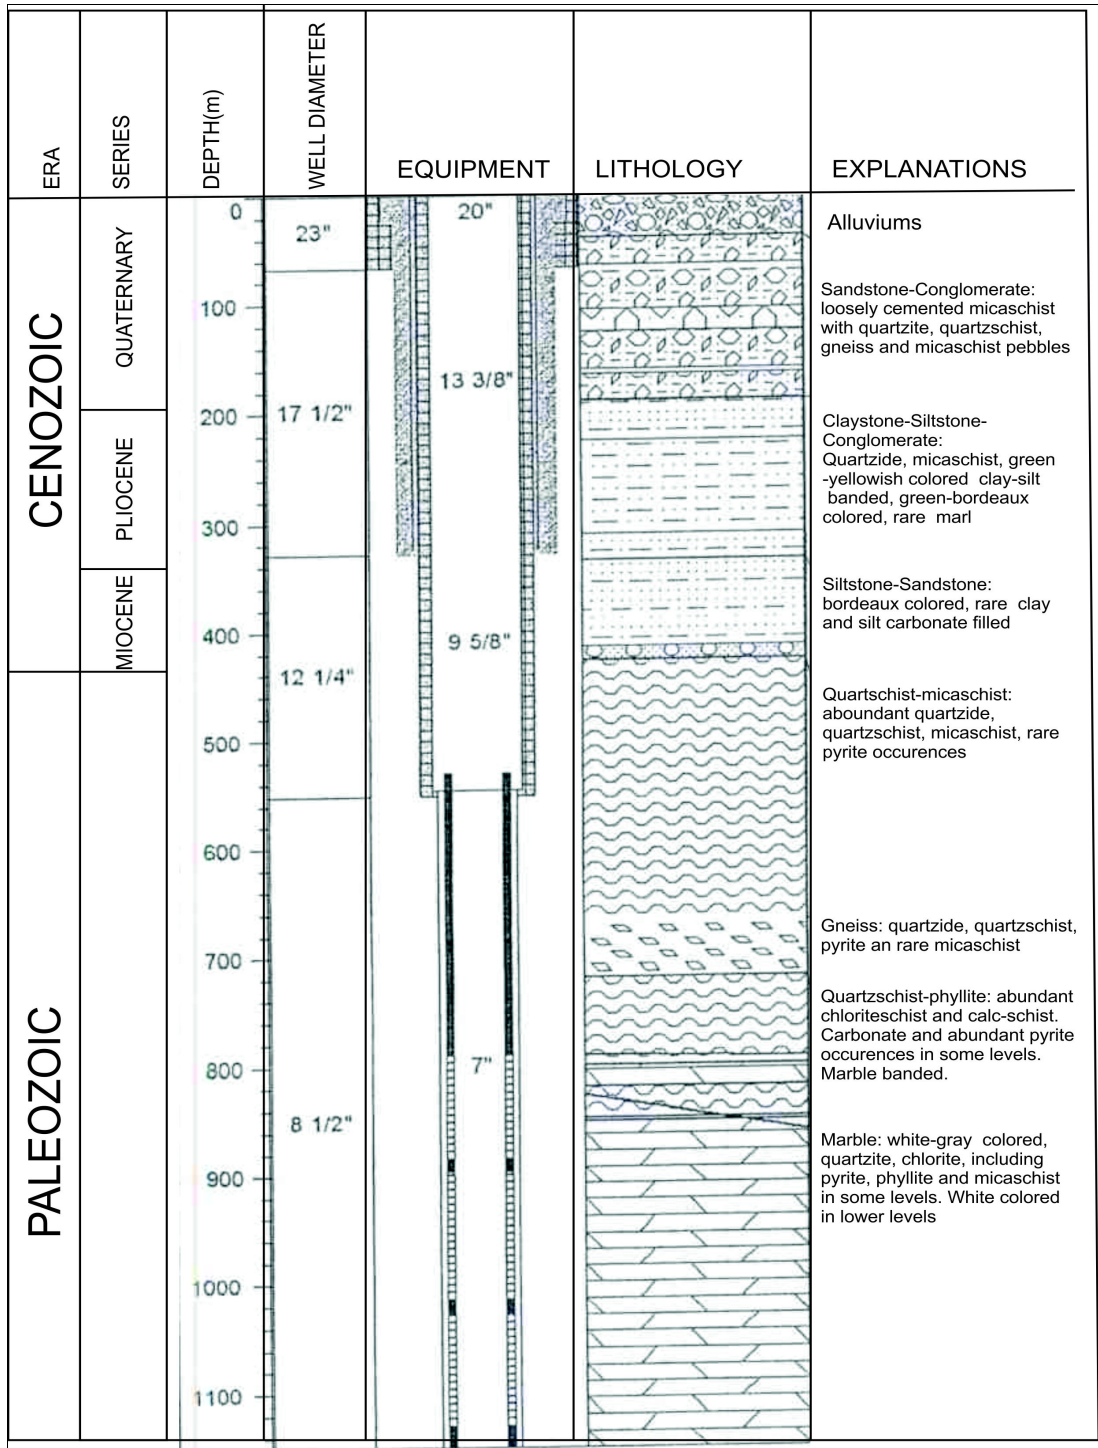 ERA
SERIES
DEPTH(m)
WELL DIAMETER
EQUIPMENT
LITHOLOGY
EXPLANATIONS
CENOZOIC
PALEOZOIC
QUATERNARY
PLIOCENE
MIOCENE
0
100
200
300
400
500
600
700
800
900
1000
1100
23"
17 1/2"
12 1/4"
8 1/2"
20"
13 3/8"
9 5/8"
7"
Alluviums
Sandstone-Conglomerate:
loosely cemented micaschist
with quartzite, quartzschist,
gneiss and micaschist pebbles
Claystone-Siltstone-
Conglomerate:
Quartzide, micaschist, green
-yellowish colored clay-silt
banded, green-bordeaux
colored, rare marl
Siltstone-Sandstone:
bordeaux colored, rare clay
and silt carbonate filled
Quartschist-micaschist:
aboundant quartzide,
quartzschist, micaschist, rare
pyrite occurences
Gneiss: quartzide, quartzschist,
pyrite an rare micaschist
Quartzschist-phyllite: abundant
chloriteschist and calc-schist.
Carbonate and abundant pyrite
occurences in some levels.
Marble banded.
Marble: white-gray colored,
quartzite, chlorite, including
pyrite, phyllite and micaschist
in some levels. White colored
in lower levels